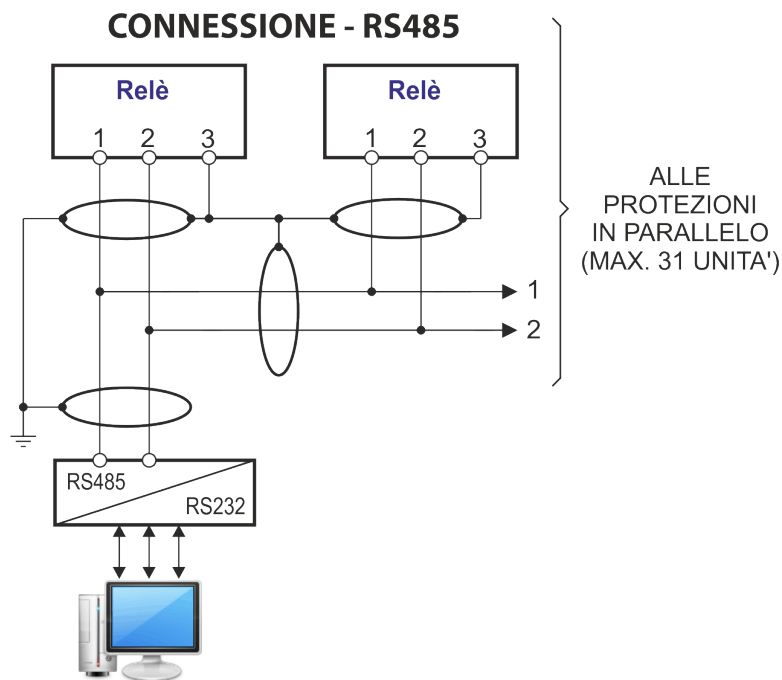 CONNESSIONE - RS485
Relè
1 2 3
Relè
1 2 3
ALLE
PROTEZIONI
IN PARALLELO
(MAX. 31 UNITA')
1
2
RS485
RS232